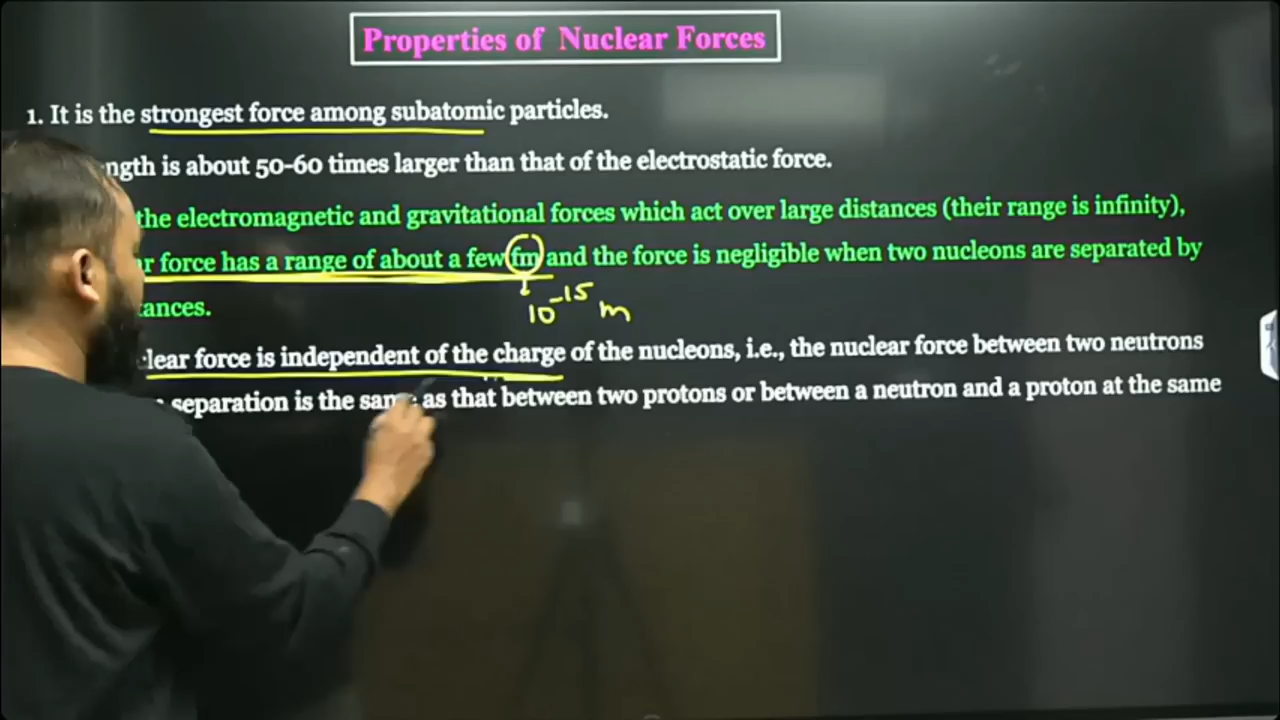 Properties of Nuclear Forces
1. It is the strongest force among subatomic particles.
ngth is about 50-60 times larger than that of the electrostatic force.
the electromagnetic and gravitational forces which act over large distances (their range is infinity),
r force has a range of about a few fm and the force is negligible when two nucleons are separated by
tances.
10⁻¹⁵ m
lear force is independent of the charge of the nucleons, i.e., the nuclear force between two neutrons
separation is the same as that between two protons or between a neutron and a proton at the same